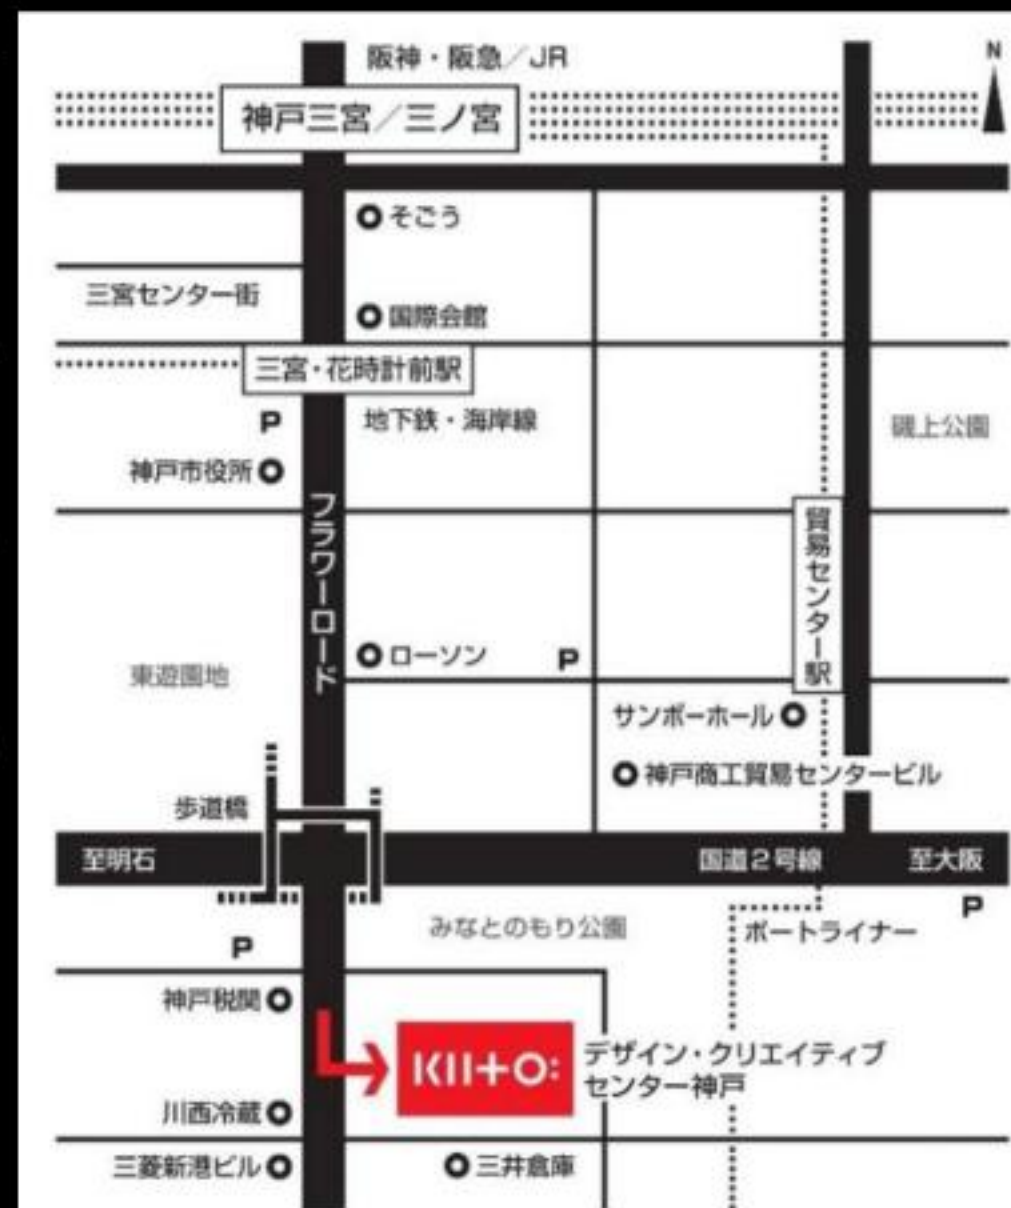 阪神・阪急／JR
N
神戸三宮／三ノ宮
そごう
三宮センター街
国際会館
三宮・花時計前駅
P
地下鉄・海岸線
磯上公園
神戸市役所
フラワーロード
貿易センター駅
ローソン
P
東遊園地
サンボーホール
神戸商工貿易センタービル
歩道橋
至明石
国道2号線
至大阪
P
みなとのもり公園
ポートライナー
P
神戸税関
KIITO:
デザイン・クリエイティブ
センター神戸
川西冷蔵
三菱新港ビル
三井倉庫